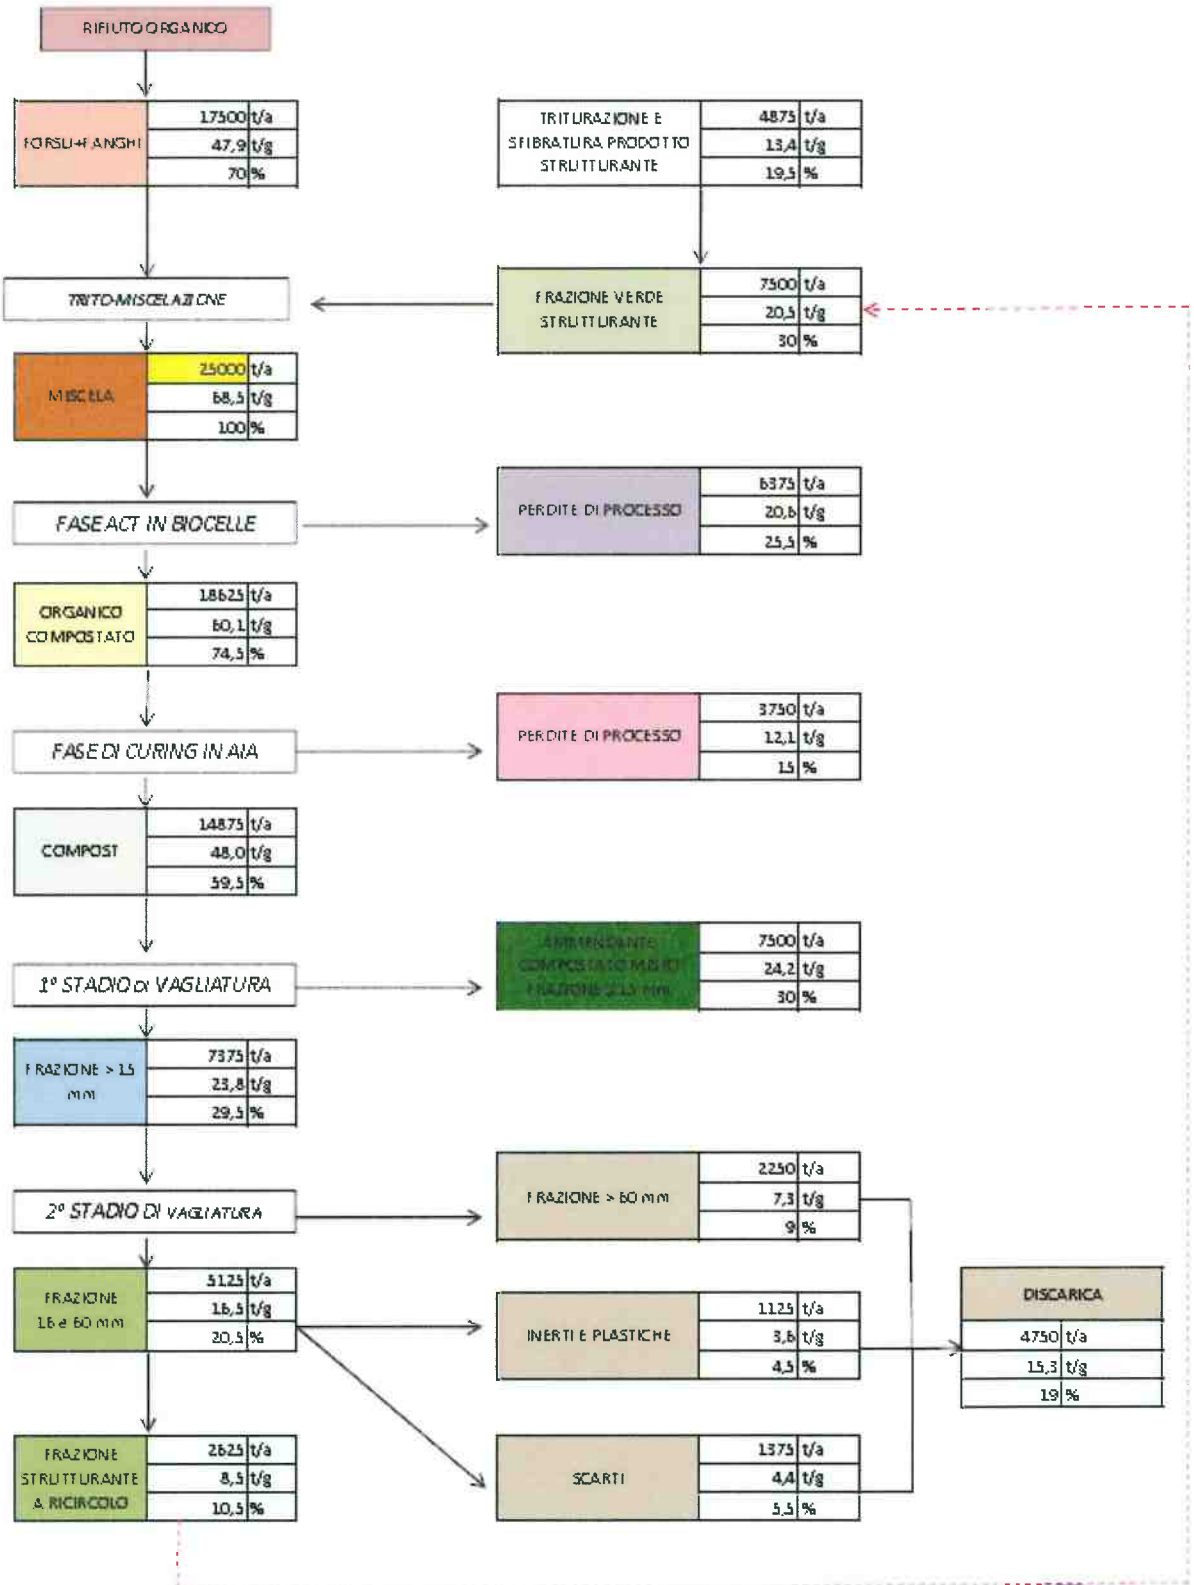 RIFIUTO ORGANICO
FORSU+FANGHI
17500 t/a
47,9 t/g
70 %
TRITURAZIONE E
SFIBRATURA PRODOTTO
STRUTTURANTE
4875 t/a
13,4 t/g
19,5 %
TRITO-MISCELAZIONE
FRAZIONE VERDE
STRUTTURANTE
7500 t/a
20,5 t/g
30 %
MISCELA
25000 t/a
68,5 t/g
100 %
FASE ACT IN BIOCELLE
PERDITE DI PROCESSO
6375 t/a
20,6 t/g
25,5 %
ORGANICO
COMPOSTATO
18625 t/a
60,1 t/g
74,5 %
FASE DI CURING IN AIA
PERDITE DI PROCESSO
3750 t/a
12,1 t/g
15 %
COMPOST
14875 t/a
48,0 t/g
59,5 %
1° STADIO DI VAGLIATURA
AMMENDANTE
COMPOSTATO MISTO
FRAZIONE 15 mm
7500 t/a
24,2 t/g
30 %
FRAZIONE > 15
mm
7375 t/a
23,8 t/g
29,5 %
2° STADIO DI VAGLIATURA
FRAZIONE > 60 mm
2250 t/a
7,3 t/g
9 %
FRAZIONE
16 e 60 mm
5125 t/a
16,5 t/g
20,5 %
INERTI E PLASTICHE
1125 t/a
3,6 t/g
4,5 %
DISCARICA
4750 t/a
15,3 t/g
19 %
FRAZIONE
STRUTTURANTE
A RICIRCOLO
2625 t/a
8,5 t/g
10,5 %
SCARTI
1375 t/a
4,4 t/g
5,5 %